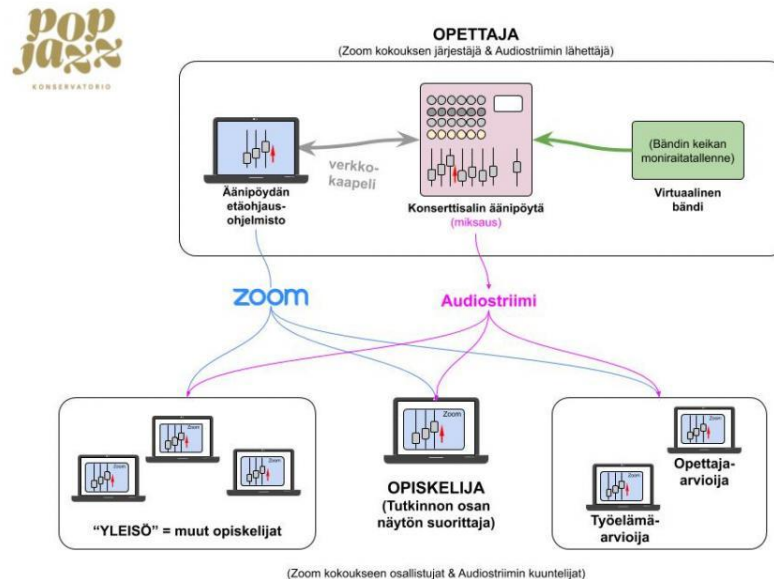 pop
jazz
KONSERVATORIO
OPETTAJA
(Zoom kokouksen järjestäjä & Audiostriimin lähettäjä)
verkko-
kaapeli
(Bändin keikan
moniraitatallenne)
Äänipöydän
etäohjaus-
ohjelmisto
Konserttisalin äänipöytä
(miksaus)
Virtuaalinen
bändi
zoom
Audiostriimi
Zoom
Zoom
Zoom
"YLEISÖ" = muut opiskelijat
Zoom
OPISKELIJA
(Tutkinnon osan
näytön suorittaja)
Zoom
Opettaja-
arvioija
Zoom
Työelämä-
arvioija
(Zoom kokoukseen osallistujat & Audiostriimin kuuntelijat)